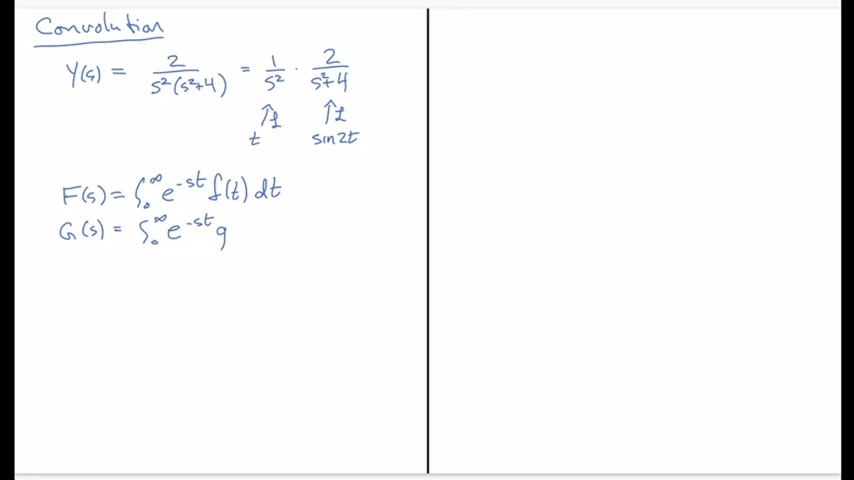 Convolution
Y(s) = 2/(s²(s²+4)) = 1/s² · 2/(s²+4)
↑ℒ ↑ℒ
t sin2t
F(s) = ∫₀^∞ e^(-st) f(t) dt
G(s) = ∫₀^∞ e^(-st) g